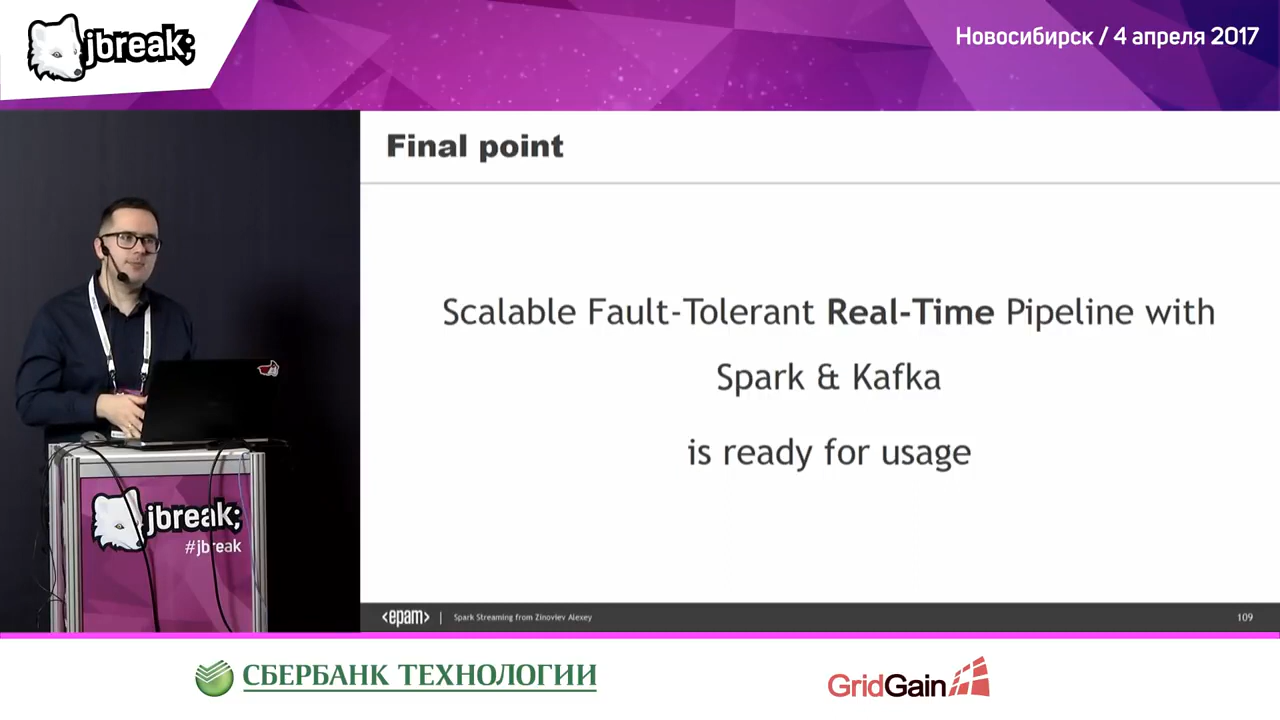 jbreak;
Новосибирск / 4 апреля 2017
Final point
Scalable Fault-Tolerant Real-Time Pipeline with
Spark & Kafka
is ready for usage
jbreak;
#jbreak
<epam> | Spark Streaming from Zinoviev Alexey
109
СБЕРБАНК ТЕХНОЛОГИИ
GridGain